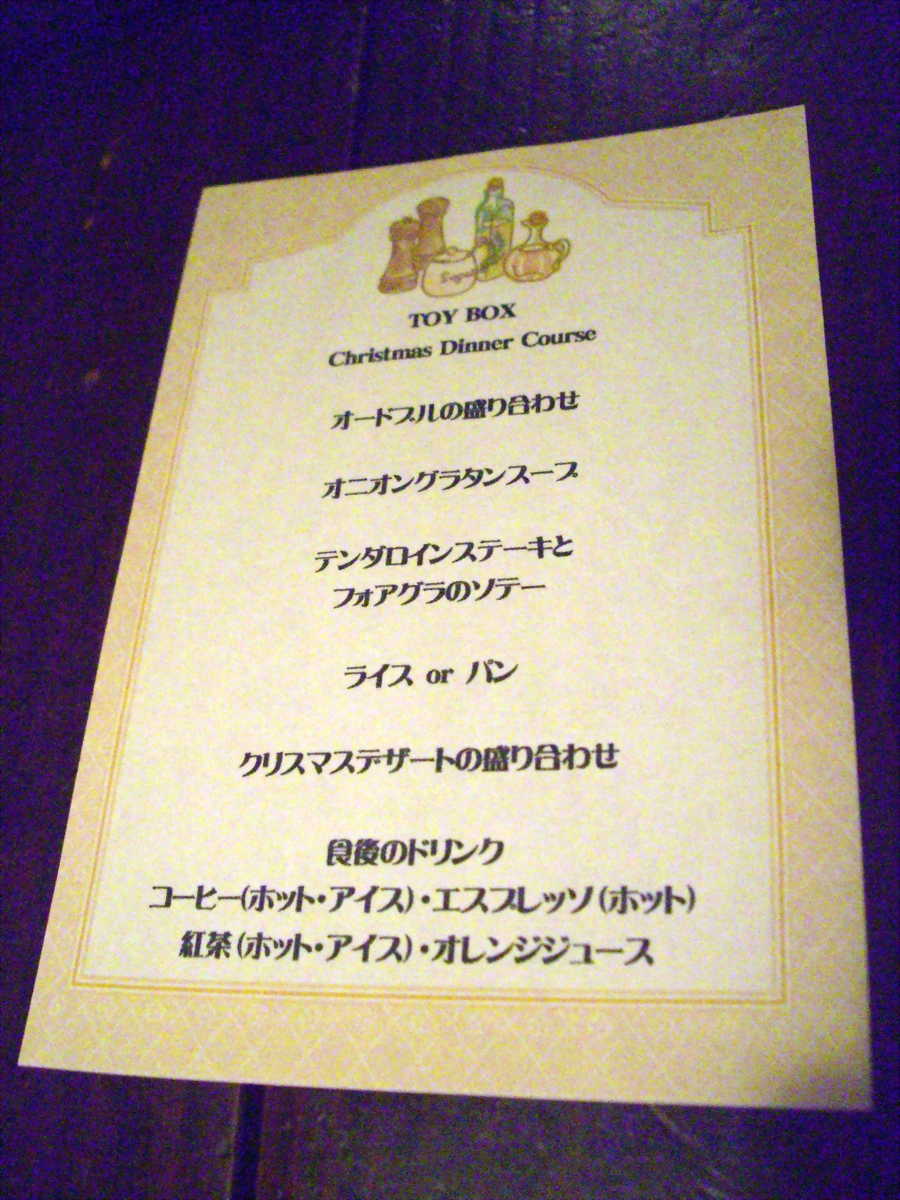 TOY BOX
Christmas Dinner Course
オードブルの盛り合わせ
オニオングラタンスープ
テンダロインステーキと
フォアグラのソテー
ライス or パン
クリスマスデザートの盛り合わせ
食後のドリンク
コーヒー(ホット・アイス)・エスプレッソ(ホット)
紅茶(ホット・アイス)・オレンジジュース